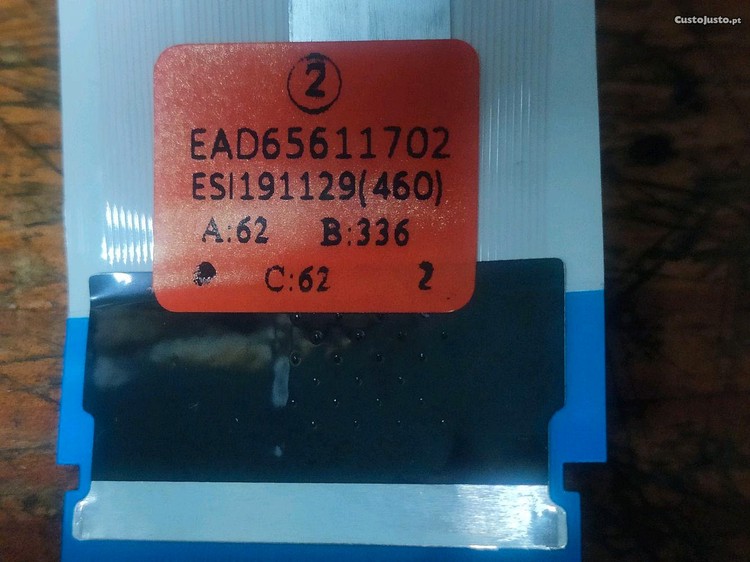 CustoJusto.pt
2
EAD65611702
ESI191129(460)
A:62 B:336
C:62 2